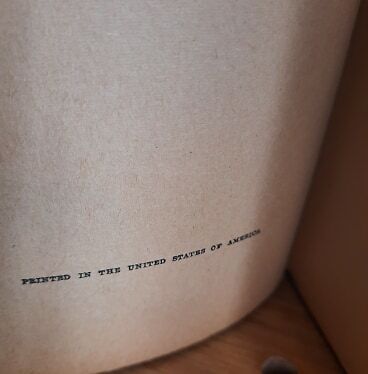 PRINTED IN THE UNITED STATES OF AMERICA